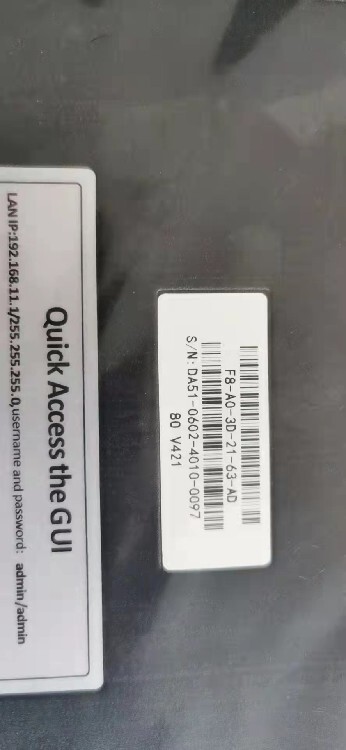 Quick Access the GUI
LAN IP:192.168.11.1/255.255.255.0,username and password: admin/admin
F8-A0-3D-21-63-AD
S/N:DA51-0602-4010-0097
80 V421